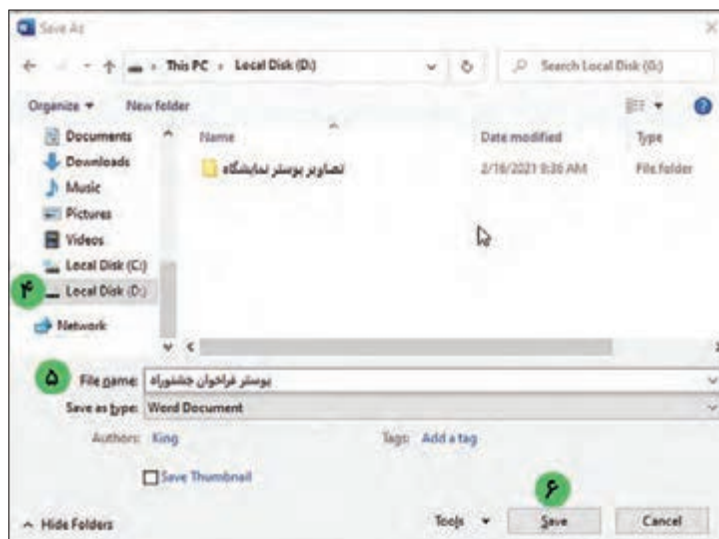 Save As
This PC › Local Disk (D:)
Search Local Disk (G:)
Organize
New folder
Documents
Downloads
Music
Pictures
Videos
Local Disk (C:)
۴ Local Disk (D:)
Network
Name Date modified Type
تصاویر پوستر نمایشگاه 2/16/2021 9:36 AM File folder
۵ File name: پوستر فراخوان جشنوراه
Save as type: Word Document
Authors: King Tags: Add a tag
Save Thumbnail
۶
Hide Folders Tools Save Cancel